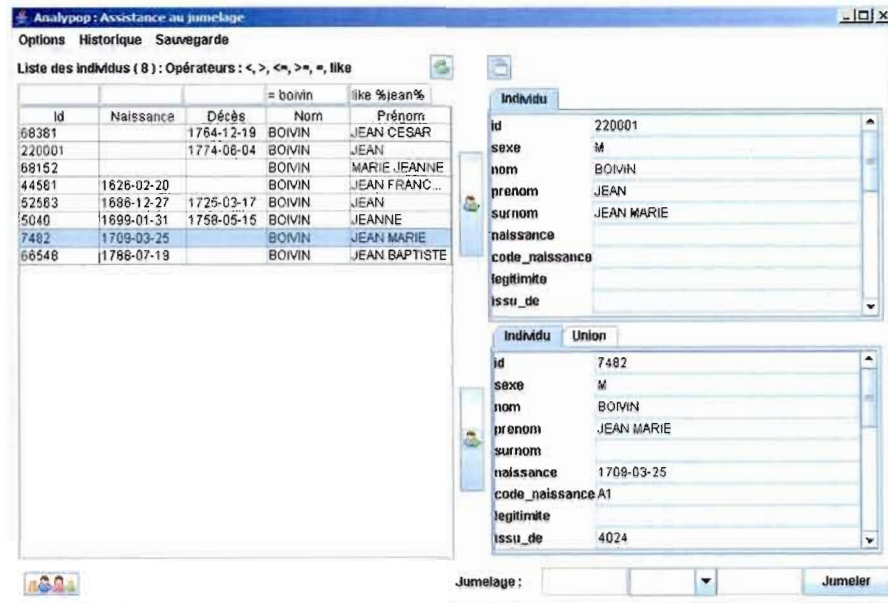 Analypop : Assistance au jumelage
Options Historique Sauvegarde
Liste des individus ( 8 ) : Opérateurs : <, >, <=, >=, =, like
= boivin like %jean%
Id Naissance Décès Nom Prénom
68381 1764-12-19 BOIVIN JEAN CESAR
220001 1774-06-04 BOIVIN JEAN
68152 BOIVIN MARIE JEANNE
44581 1626-02-20 BOIVIN JEAN FRANC...
52563 1686-12-27 1725-03-17 BOIVIN JEAN
5040 1699-01-31 1758-05-15 BOIVIN JEANNE
7482 1709-03-25 BOIVIN JEAN MARIE
66548 1766-07-19 BOIVIN JEAN BAPTISTE
Individu
id 220001
sexe M
nom BOIVIN
prenom JEAN
surnom JEAN MARIE
naissance
code_naissance
legitimite
issu_de
Individu Union
id 7482
sexe M
nom BOIVIN
prenom JEAN MARIE
surnom
naissance 1709-03-25
code_naissance A1
legitimite
issu_de 4024
Jumelage : Jumeler